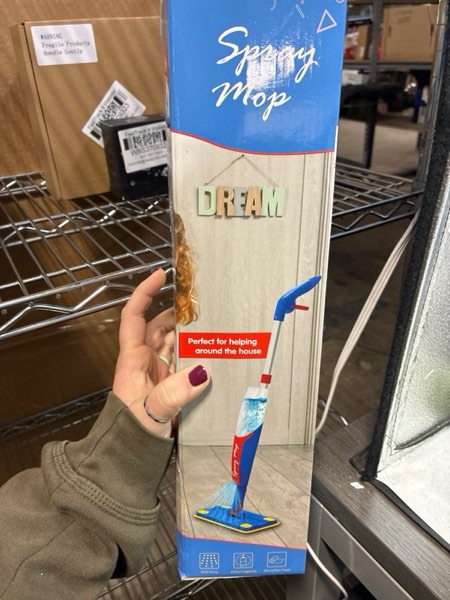 WARNING
Fragile Products
Handle Gently
Spray
Mop
DREAM
Perfect for helping
around the house